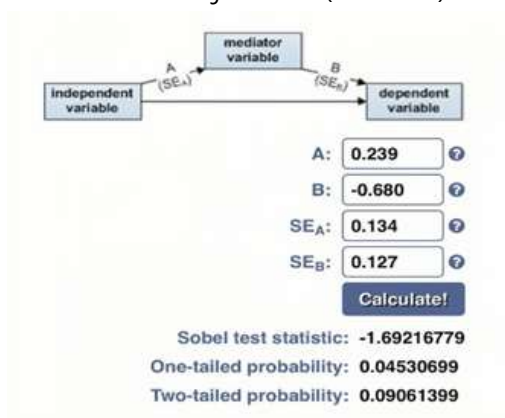 mediator
variable
A
(SEA)
B
(SEB)
independent
variable
dependent
variable
A: 0.239 ?
B: -0.680 ?
SEA: 0.134 ?
SEB: 0.127 ?
Calculate!
Sobel test statistic: -1.69216779
One-tailed probability: 0.04530699
Two-tailed probability: 0.09061399